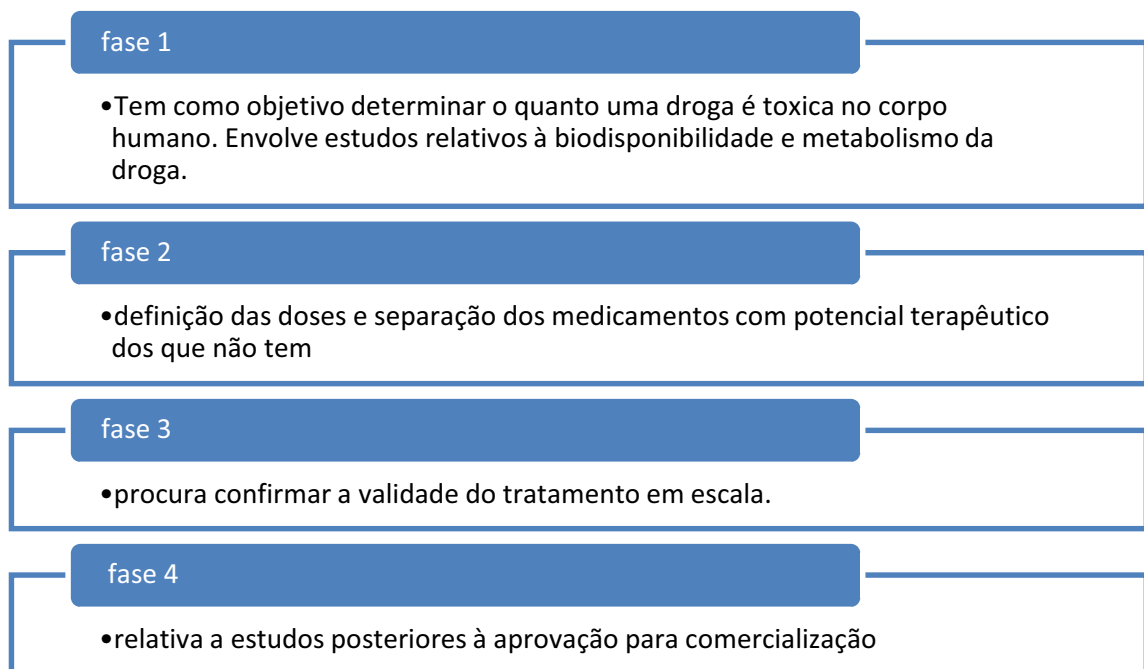 fase 1
•Tem como objetivo determinar o quanto uma droga é toxica no corpo
humano. Envolve estudos relativos à biodisponibilidade e metabolismo da
droga.
fase 2
•definição das doses e separação dos medicamentos com potencial terapêutico
dos que não tem
fase 3
•procura confirmar a validade do tratamento em escala.
fase 4
•relativa a estudos posteriores à aprovação para comercialização